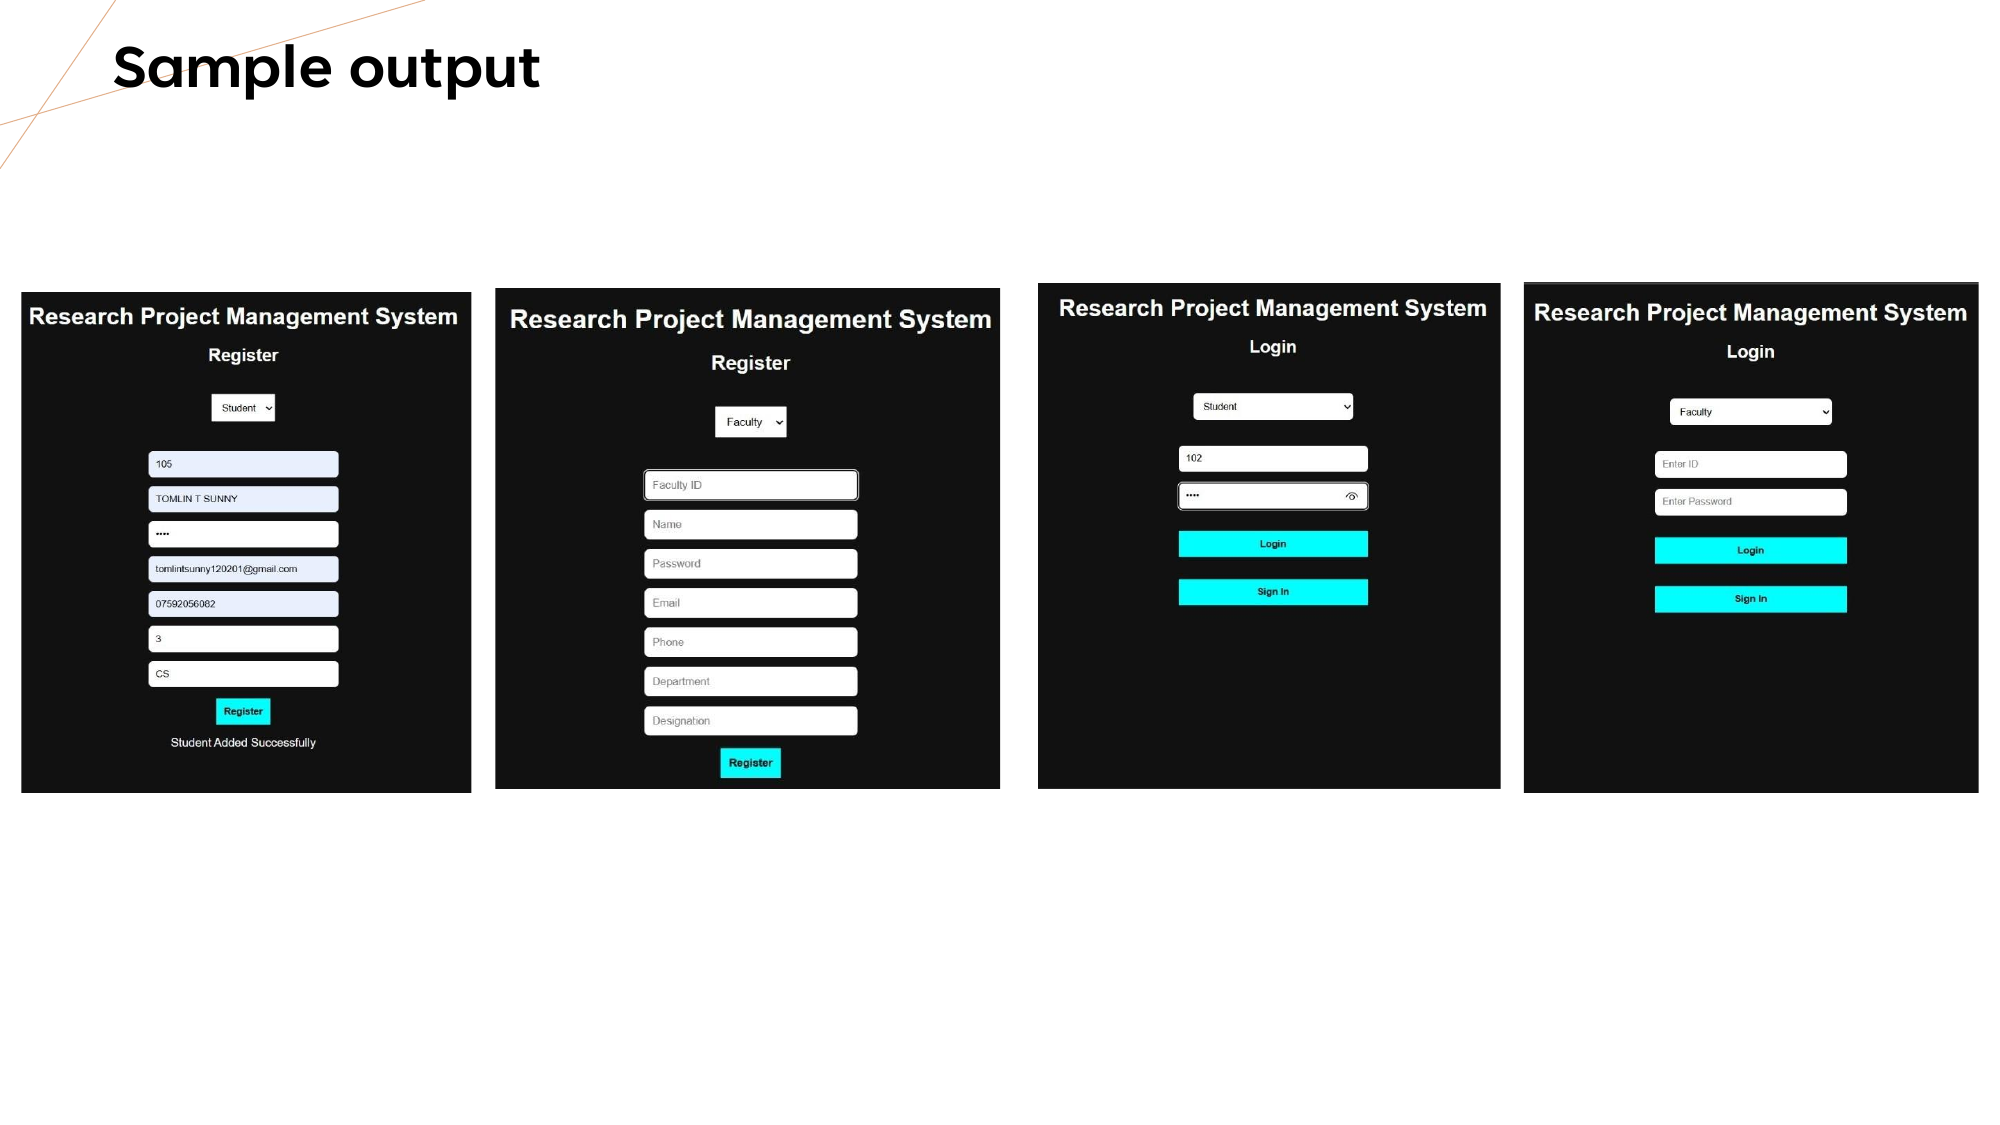 Sample output
Research Project Management System
Register
Student
105
TOMLIN T SUNNY
••••
tomlintsunny120201@gmail.com
07592056082
3
CS
Register
Student Added Successfully
Research Project Management System
Register
Faculty
Faculty ID
Name
Password
Email
Phone
Department
Designation
Register
Research Project Management System
Login
Student
102
••••
Login
Sign In
Research Project Management System
Login
Faculty
Enter ID
Enter Password
Login
Sign In